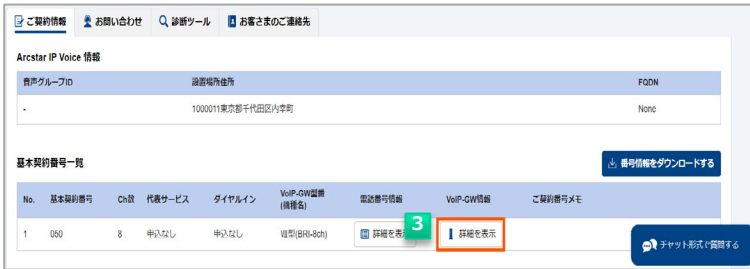 ご契約情報 お問い合わせ 診断ツール お客さまのご連絡先
Arcstar IP Voice 情報
音声グループID 設置場所住所 FQDN
- 1000011東京都千代田区内幸町 None
基本契約番号一覧 番号情報をダウンロードする
No. 基本契約番号 Ch数 代表サービス ダイヤルイン VoIP-GW型番 電話番号情報 VoIP-GW情報 ご契約番号メモ
(機種名)
1 050 8 申込なし 申込なし VII型(BRI-8ch) 詳細を表示 3 詳細を表示
チャット形式で質問する